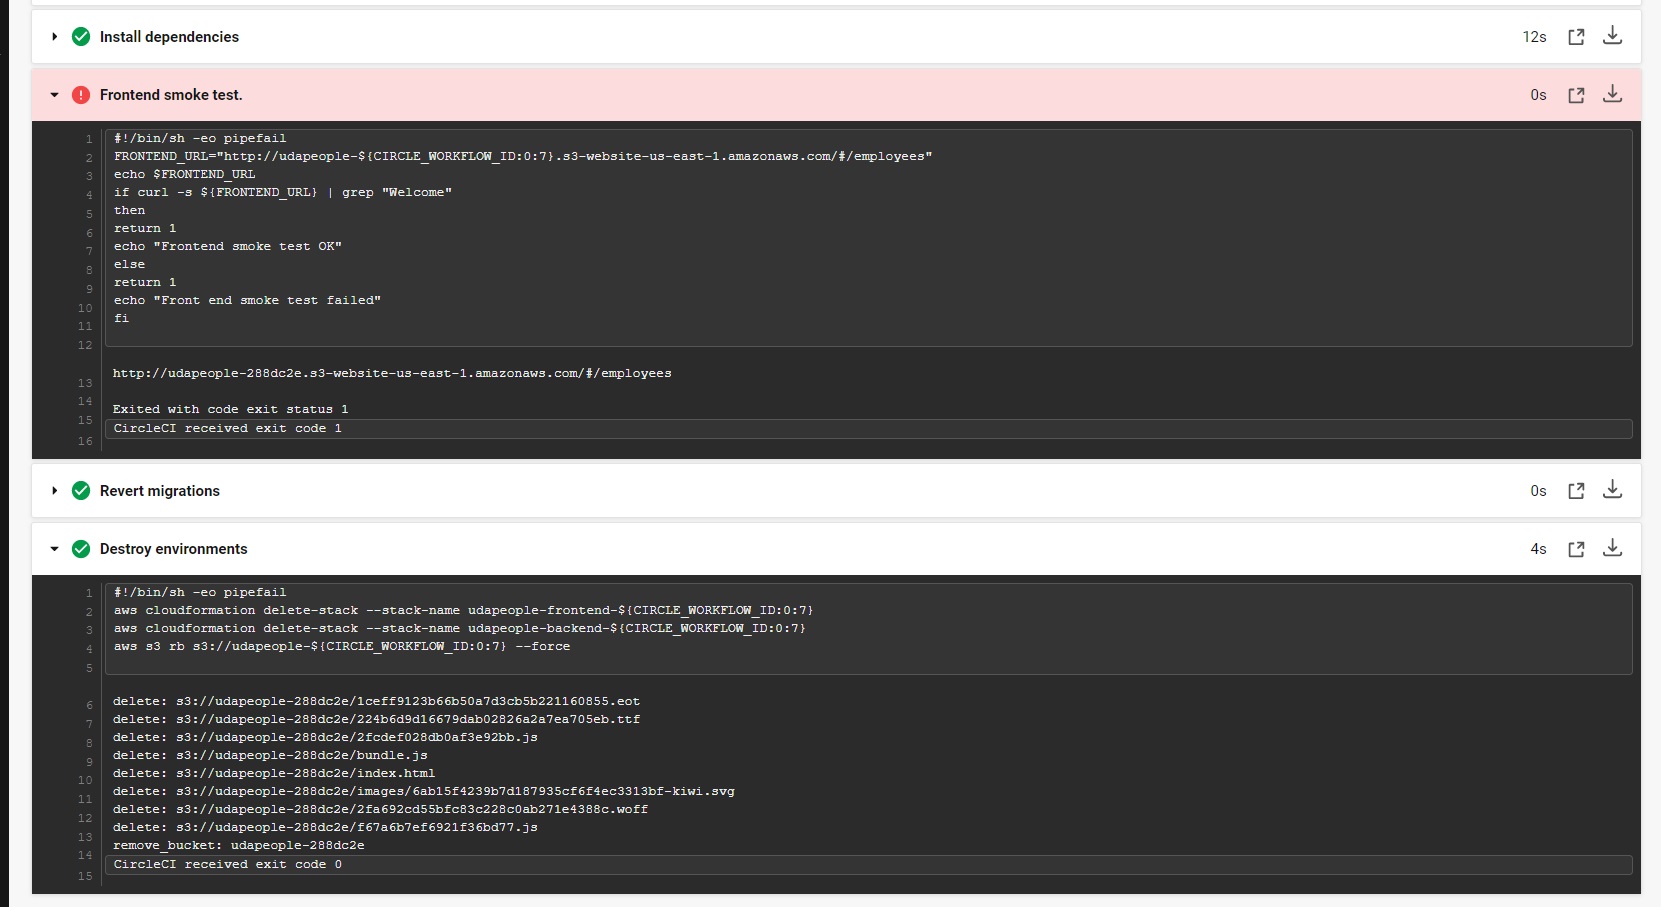 Install dependencies 12s
Frontend smoke test. 0s
1 #!/bin/sh -eo pipefail
2 FRONTEND_URL="http://udapeople-${CIRCLE_WORKFLOW_ID:0:7}.s3-website-us-east-1.amazonaws.com/#/employees"
3 echo $FRONTEND_URL
4 if curl -s ${FRONTEND_URL} | grep "Welcome"
5 then
6 return 1
7 echo "Frontend smoke test OK"
8 else
9 return 1
10 echo "Front end smoke test failed"
11 fi
12
13 http://udapeople-288dc2e.s3-website-us-east-1.amazonaws.com/#/employees
14
15 Exited with code exit status 1
16 CircleCI received exit code 1
Revert migrations 0s
Destroy environments 4s
1 #!/bin/sh -eo pipefail
2 aws cloudformation delete-stack --stack-name udapeople-frontend-${CIRCLE_WORKFLOW_ID:0:7}
3 aws cloudformation delete-stack --stack-name udapeople-backend-${CIRCLE_WORKFLOW_ID:0:7}
4 aws s3 rb s3://udapeople-${CIRCLE_WORKFLOW_ID:0:7} --force
5
6 delete: s3://udapeople-288dc2e/1ceff9123b66b50a7d3cb5b221160855.eot
7 delete: s3://udapeople-288dc2e/224b6d9d16679dab02826a2a7ea705eb.ttf
8 delete: s3://udapeople-288dc2e/2fcdef028db0af3e92bb.js
9 delete: s3://udapeople-288dc2e/bundle.js
10 delete: s3://udapeople-288dc2e/index.html
11 delete: s3://udapeople-288dc2e/images/6ab15f4239b7d187935cf6f4ec3313bf-kiwi.svg
12 delete: s3://udapeople-288dc2e/2fa692cd55bfc83c228c0ab271e4388c.woff
13 delete: s3://udapeople-288dc2e/f67a6b7ef6921f36bd77.js
14 remove_bucket: udapeople-288dc2e
15 CircleCI received exit code 0